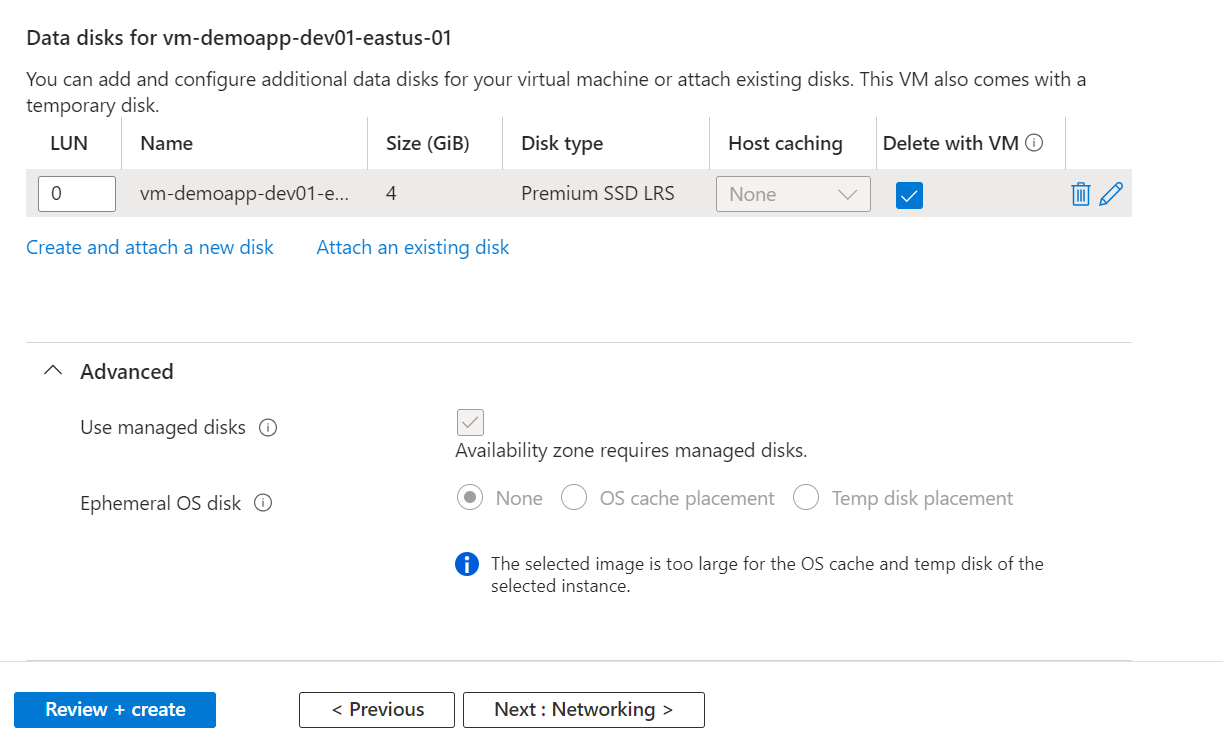 Data disks for vm-demoapp-dev01-eastus-01
You can add and configure additional data disks for your virtual machine or attach existing disks. This VM also comes with a
temporary disk.
LUN Name Size (GiB) Disk type Host caching Delete with VM
0 vm-demoapp-dev01-e... 4 Premium SSD LRS None
Create and attach a new disk Attach an existing disk
Advanced
Use managed disks
Availability zone requires managed disks.
Ephemeral OS disk None OS cache placement Temp disk placement
The selected image is too large for the OS cache and temp disk of the
selected instance.
Review + create < Previous Next : Networking >